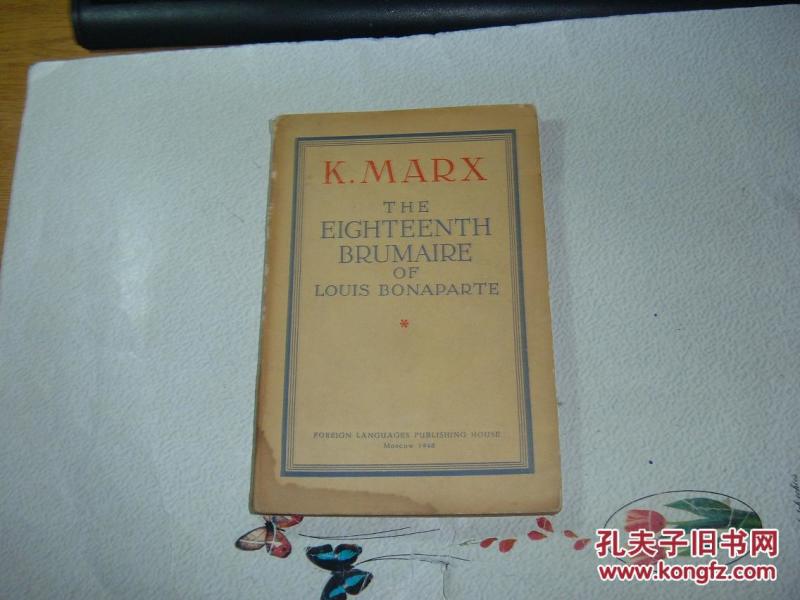 K. MARX
THE
EIGHTEENTH
BRUMAIRE
OF
LOUIS BONAPARTE
*
FOREIGN LANGUAGES PUBLISHING HOUSE
Moscow 1948
孔夫子旧书网
www.kongfz.com